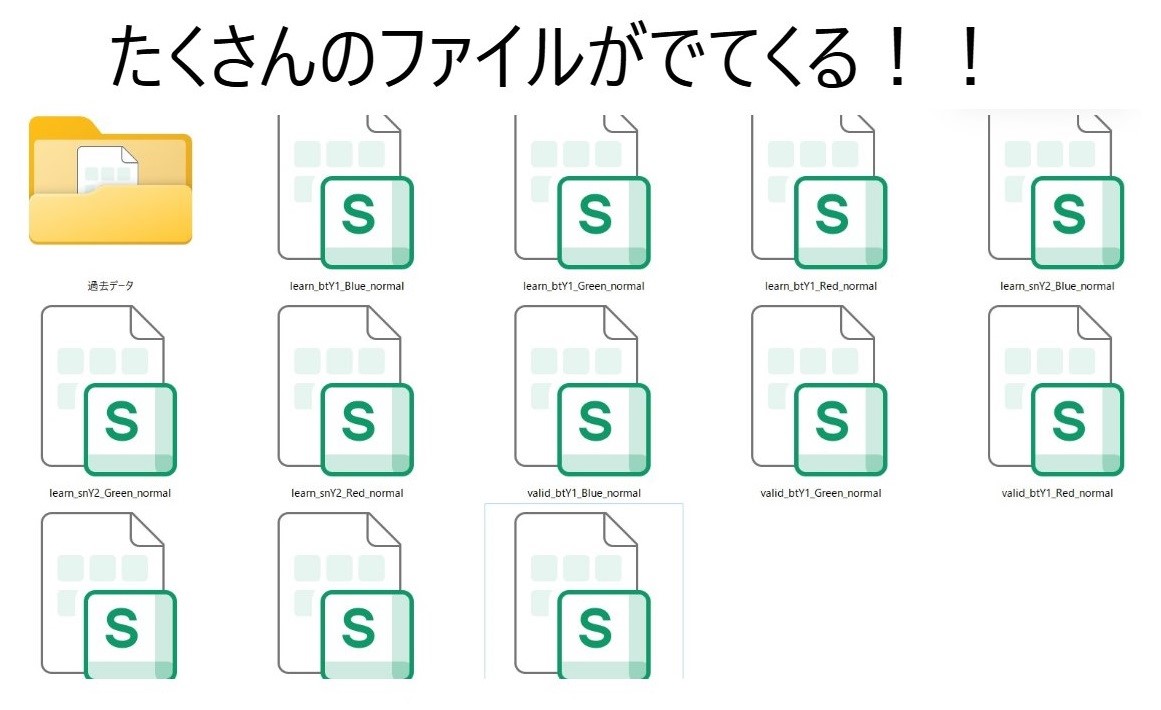 たくさんのファイルがでてくる！！
S
S
S
S
過去データ
learn_btY1_Blue_normal
learn_btY1_Green_normal
learn_btY1_Red_normal
learn_snY2_Blue_normal
S
S
S
S
S
learn_snY2_Green_normal
learn_snY2_Red_normal
valid_btY1_Blue_normal
valid_btY1_Green_normal
valid_btY1_Red_normal
S
S
S